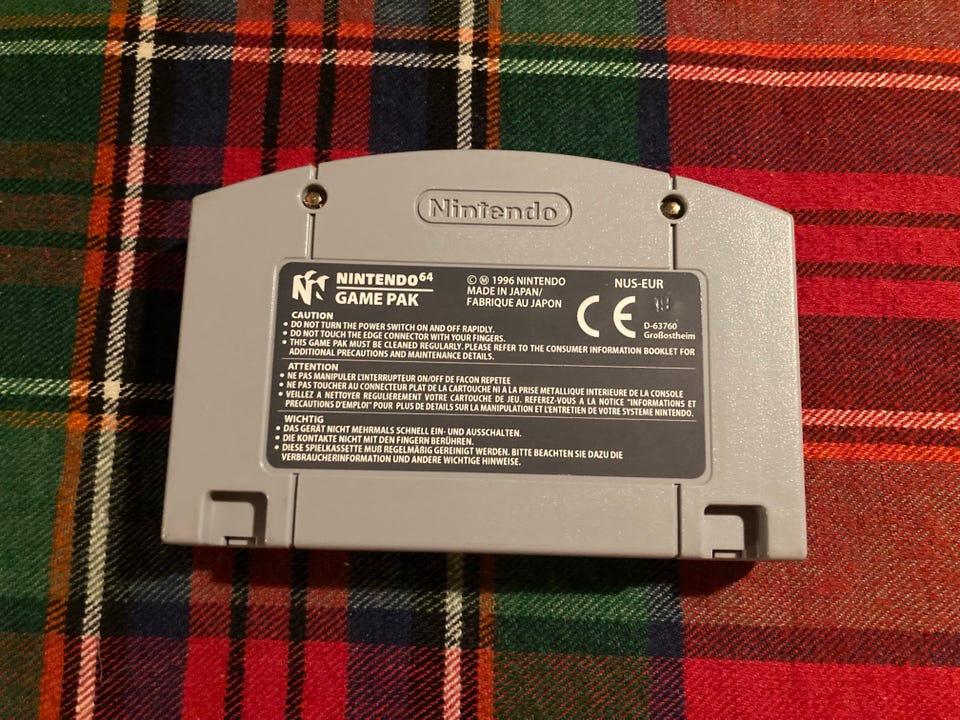 Nintendo
NINTENDO64
GAME PAK
© Ⓜ 1996 NINTENDO
MADE IN JAPAN/
FABRIQUE AU JAPON
NUS-EUR
CE
D-63760
Großostheim
CAUTION
• DO NOT TURN THE POWER SWITCH ON AND OFF RAPIDLY.
• DO NOT TOUCH THE EDGE CONNECTOR WITH YOUR FINGERS.
• THIS GAME PAK MUST BE CLEANED REGULARLY. PLEASE REFER TO THE CONSUMER INFORMATION BOOKLET FOR
ADDITIONAL PRECAUTIONS AND MAINTENANCE DETAILS.
ATTENTION
• NE PAS MANIPULER L'INTERRUPTEUR ON/OFF DE FACON REPETEE
• NE PAS TOUCHER AU CONNECTEUR PLAT DE LA CARTOUCHE NI A LA PRISE METALLIQUE INTERIEURE DE LA CONSOLE
• VEILLEZ A NETTOYER REGULIEREMENT VOTRE CARTOUCHE DE JEU. REFEREZ-VOUS A LA NOTICE "INFORMATIONS ET
PRECAUTIONS D'EMPLOI" POUR PLUS DE DETAILS SUR LA MANIPULATION ET L'ENTRETIEN DE VOTRE SYSTEME NINTENDO.
WICHTIG
• DAS GERÄT NICHT MEHRMALS SCHNELL EIN- UND AUSSCHALTEN.
• DIE KONTAKTE NICHT MIT DEN FINGERN BERÜHREN.
• DIESE SPIELKASSETTE MUß REGELMÄßIG GEREINIGT WERDEN. BITTE BEACHTEN SIE DAZU DIE
VERBRAUCHERINFORMATION UND ANDERE WICHTIGE HINWEISE.